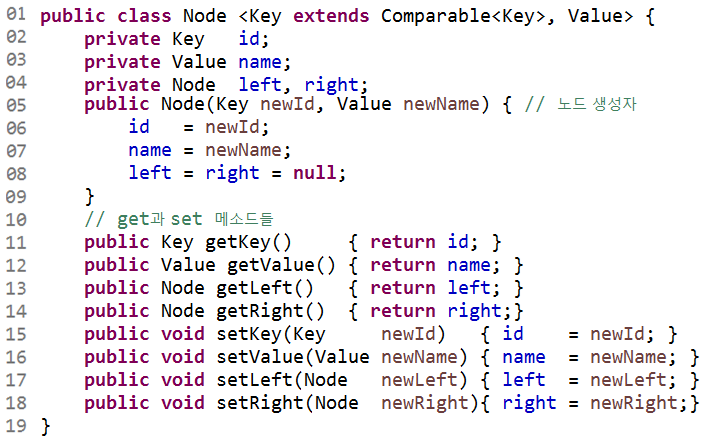 01 public class Node <Key extends Comparable<Key>, Value> {
02     private Key   id;
03     private Value name;
04     private Node  left, right;
05     public Node(Key newId, Value newName) { // 노드 생성자
06         id   = newId;
07         name = newName;
08         left = right = null;
09     }
10     // get과 set 메소드들
11     public Key getKey()     { return id; }
12     public Value getValue() { return name; }
13     public Node getLeft()   { return left; }
14     public Node getRight()  { return right;}
15     public void setKey(Key     newId)   { id    = newId; }
16     public void setValue(Value newName) { name  = newName; }
17     public void setLeft(Node   newLeft) { left  = newLeft; }
18     public void setRight(Node  newRight){ right = newRight;}
19 }